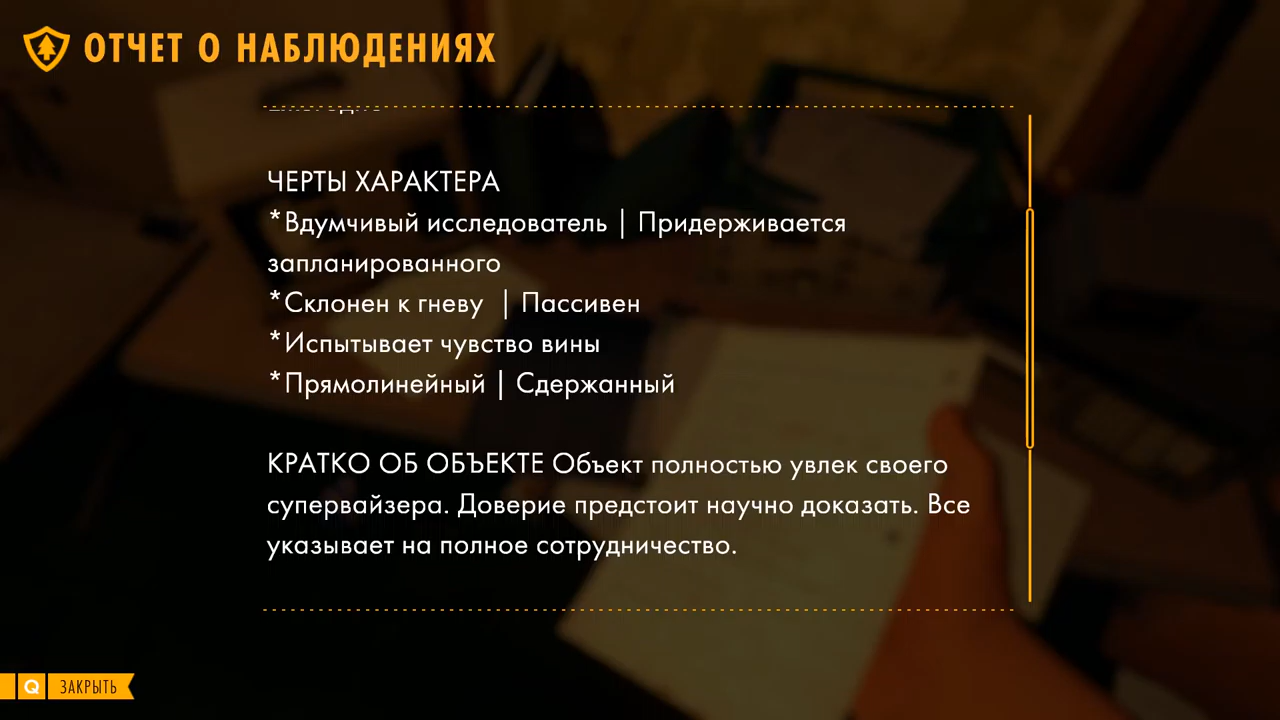 ОТЧЕТ О НАБЛЮДЕНИЯХ
ЧЕРТЫ ХАРАКТЕРА
*Вдумчивый исследователь | Придерживается
запланированного
*Склонен к гневу | Пассивен
*Испытывает чувство вины
*Прямолинейный | Сдержанный
КРАТКО ОБ ОБЪЕКТЕ Объект полностью увлек своего
супервайзера. Доверие предстоит научно доказать. Все
указывает на полное сотрудничество.
Q ЗАКРЫТЬ